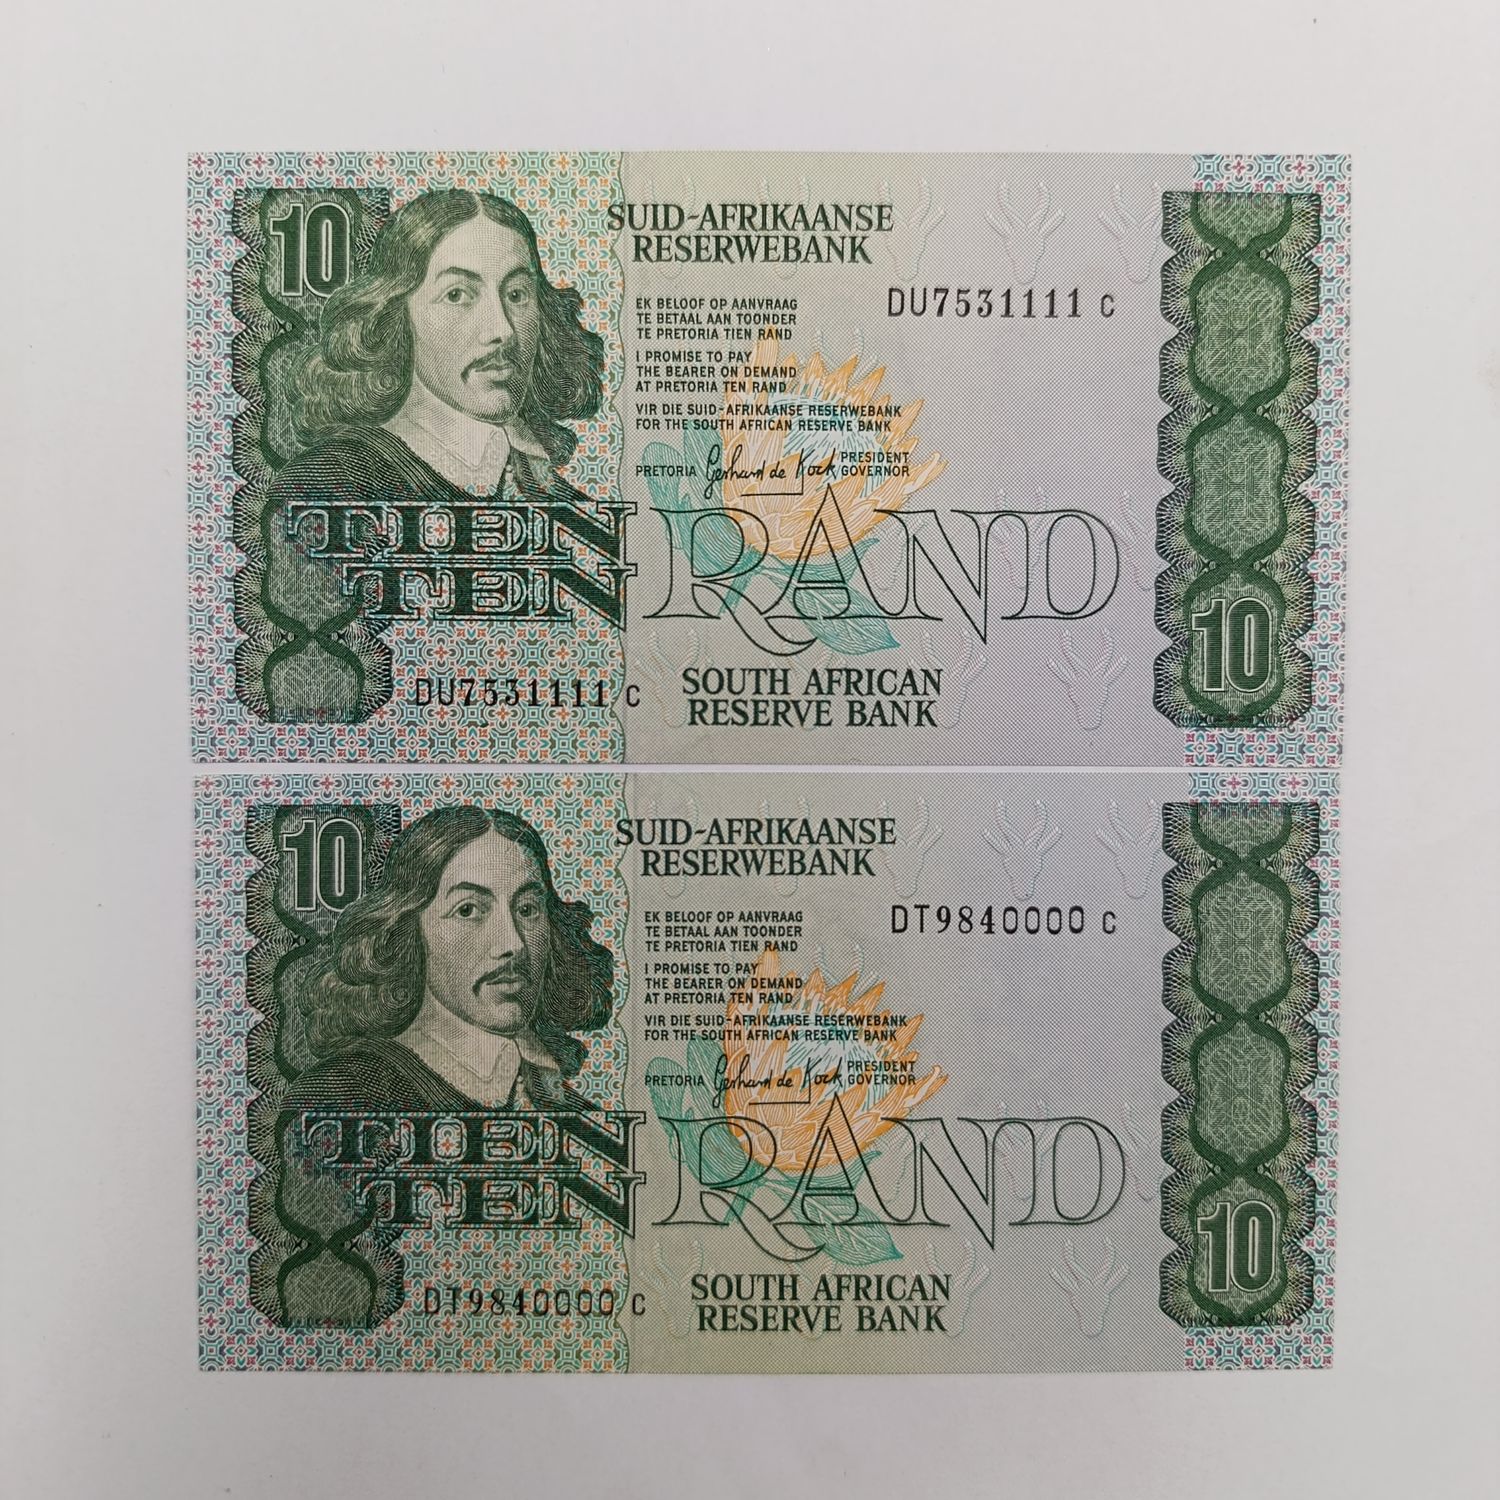 10
SUID-AFRIKAANSE
RESERWEBANK
EK BELOOF OP AANVRAAG
TE BETAAL AAN TOONDER
TE PRETORIA TIEN RAND
DU7531111 C
I PROMISE TO PAY
THE BEARER ON DEMAND
AT PRETORIA TEN RAND
VIR DIE SUID-AFRIKAANSE RESERWEBANK
FOR THE SOUTH AFRICAN RESERVE BANK
PRETORIA Gerhard de Kock PRESIDENT
GOVERNOR
TIEN
TEN RAND
10
DU7531111 C
SOUTH AFRICAN
RESERVE BANK
10
SUID-AFRIKAANSE
RESERWEBANK
EK BELOOF OP AANVRAAG
TE BETAAL AAN TOONDER
TE PRETORIA TIEN RAND
DT9840000 C
I PROMISE TO PAY
THE BEARER ON DEMAND
AT PRETORIA TEN RAND
VIR DIE SUID-AFRIKAANSE RESERWEBANK
FOR THE SOUTH AFRICAN RESERVE BANK
PRETORIA Gerhard de Kock PRESIDENT
GOVERNOR
TIEN
TEN RAND
10
DT9840000 C
SOUTH AFRICAN
RESERVE BANK